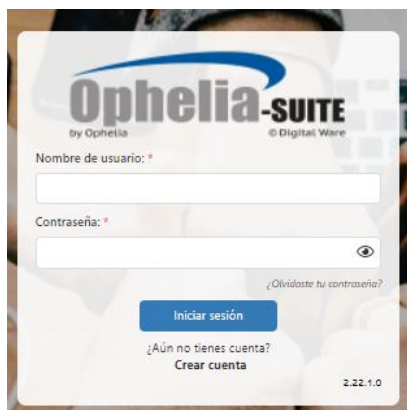 Ophelia-SUITE
by Ophelia © Digital Ware
Nombre de usuario: *
Contraseña: *
¿Olvidaste tu contraseña?
Iniciar sesión
¿Aún no tienes cuenta?
Crear cuenta
2.22.1.0